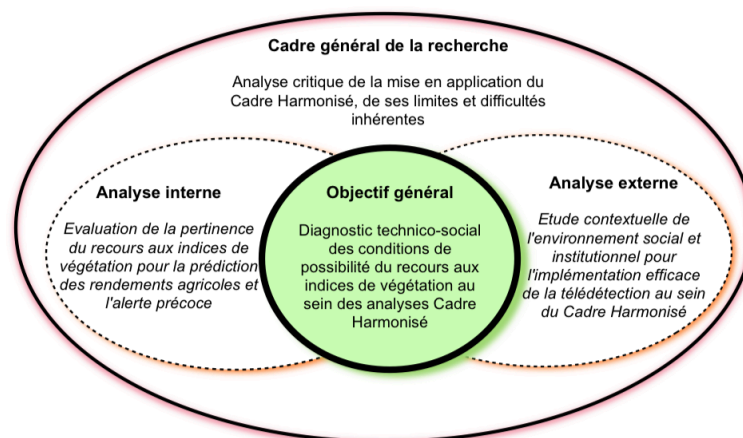 Cadre général de la recherche
Analyse critique de la mise en application du
Cadre Harmonisé, de ses limites et difficultés
inhérentes
Analyse interne
Evaluation de la pertinence
du recours aux indices de
végétation pour la prédiction
des rendements agricoles et
l'alerte précoce
Objectif général
Diagnostic technico-social
des conditions de
possibilité du recours aux
indices de végétation au
sein des analyses Cadre
Harmonisé
Analyse externe
Etude contextuelle de
l'environnement social et
institutionnel pour
l'implémentation efficace
de la télédétection au sein
du Cadre Harmonisé